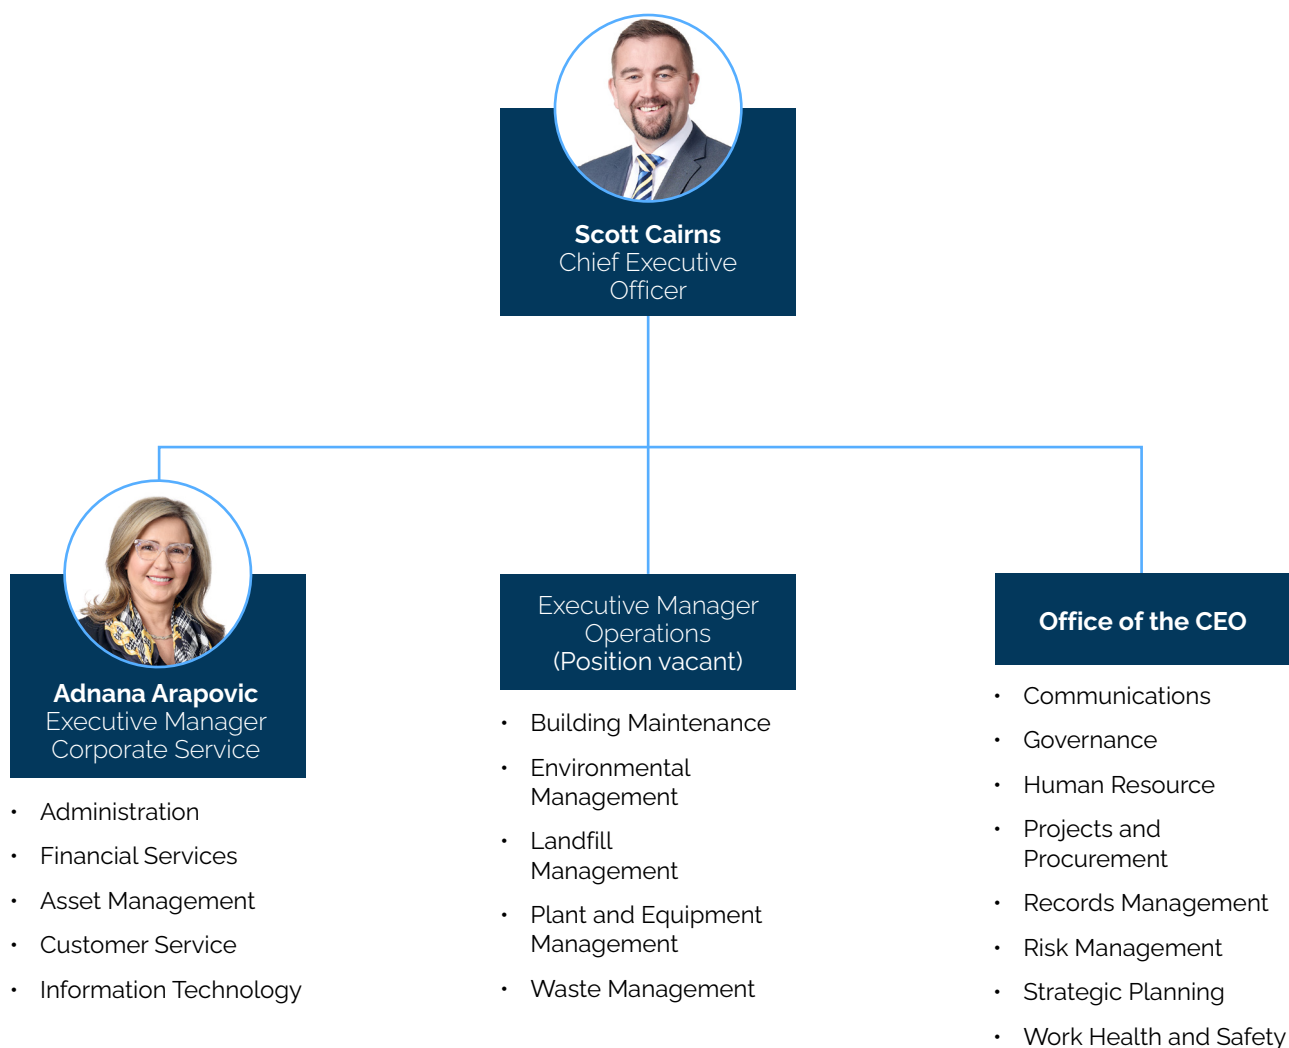 Scott Cairns
Chief Executive
Officer
Adnana Arapovic
Executive Manager
Corporate Service
• Administration
• Financial Services
• Asset Management
• Customer Service
• Information Technology
Executive Manager
Operations
(Position vacant)
• Building Maintenance
• Environmental
Management
• Landfill
Management
• Plant and Equipment
Management
• Waste Management
Office of the CEO
• Communications
• Governance
• Human Resource
• Projects and
Procurement
• Records Management
• Risk Management
• Strategic Planning
• Work Health and Safety